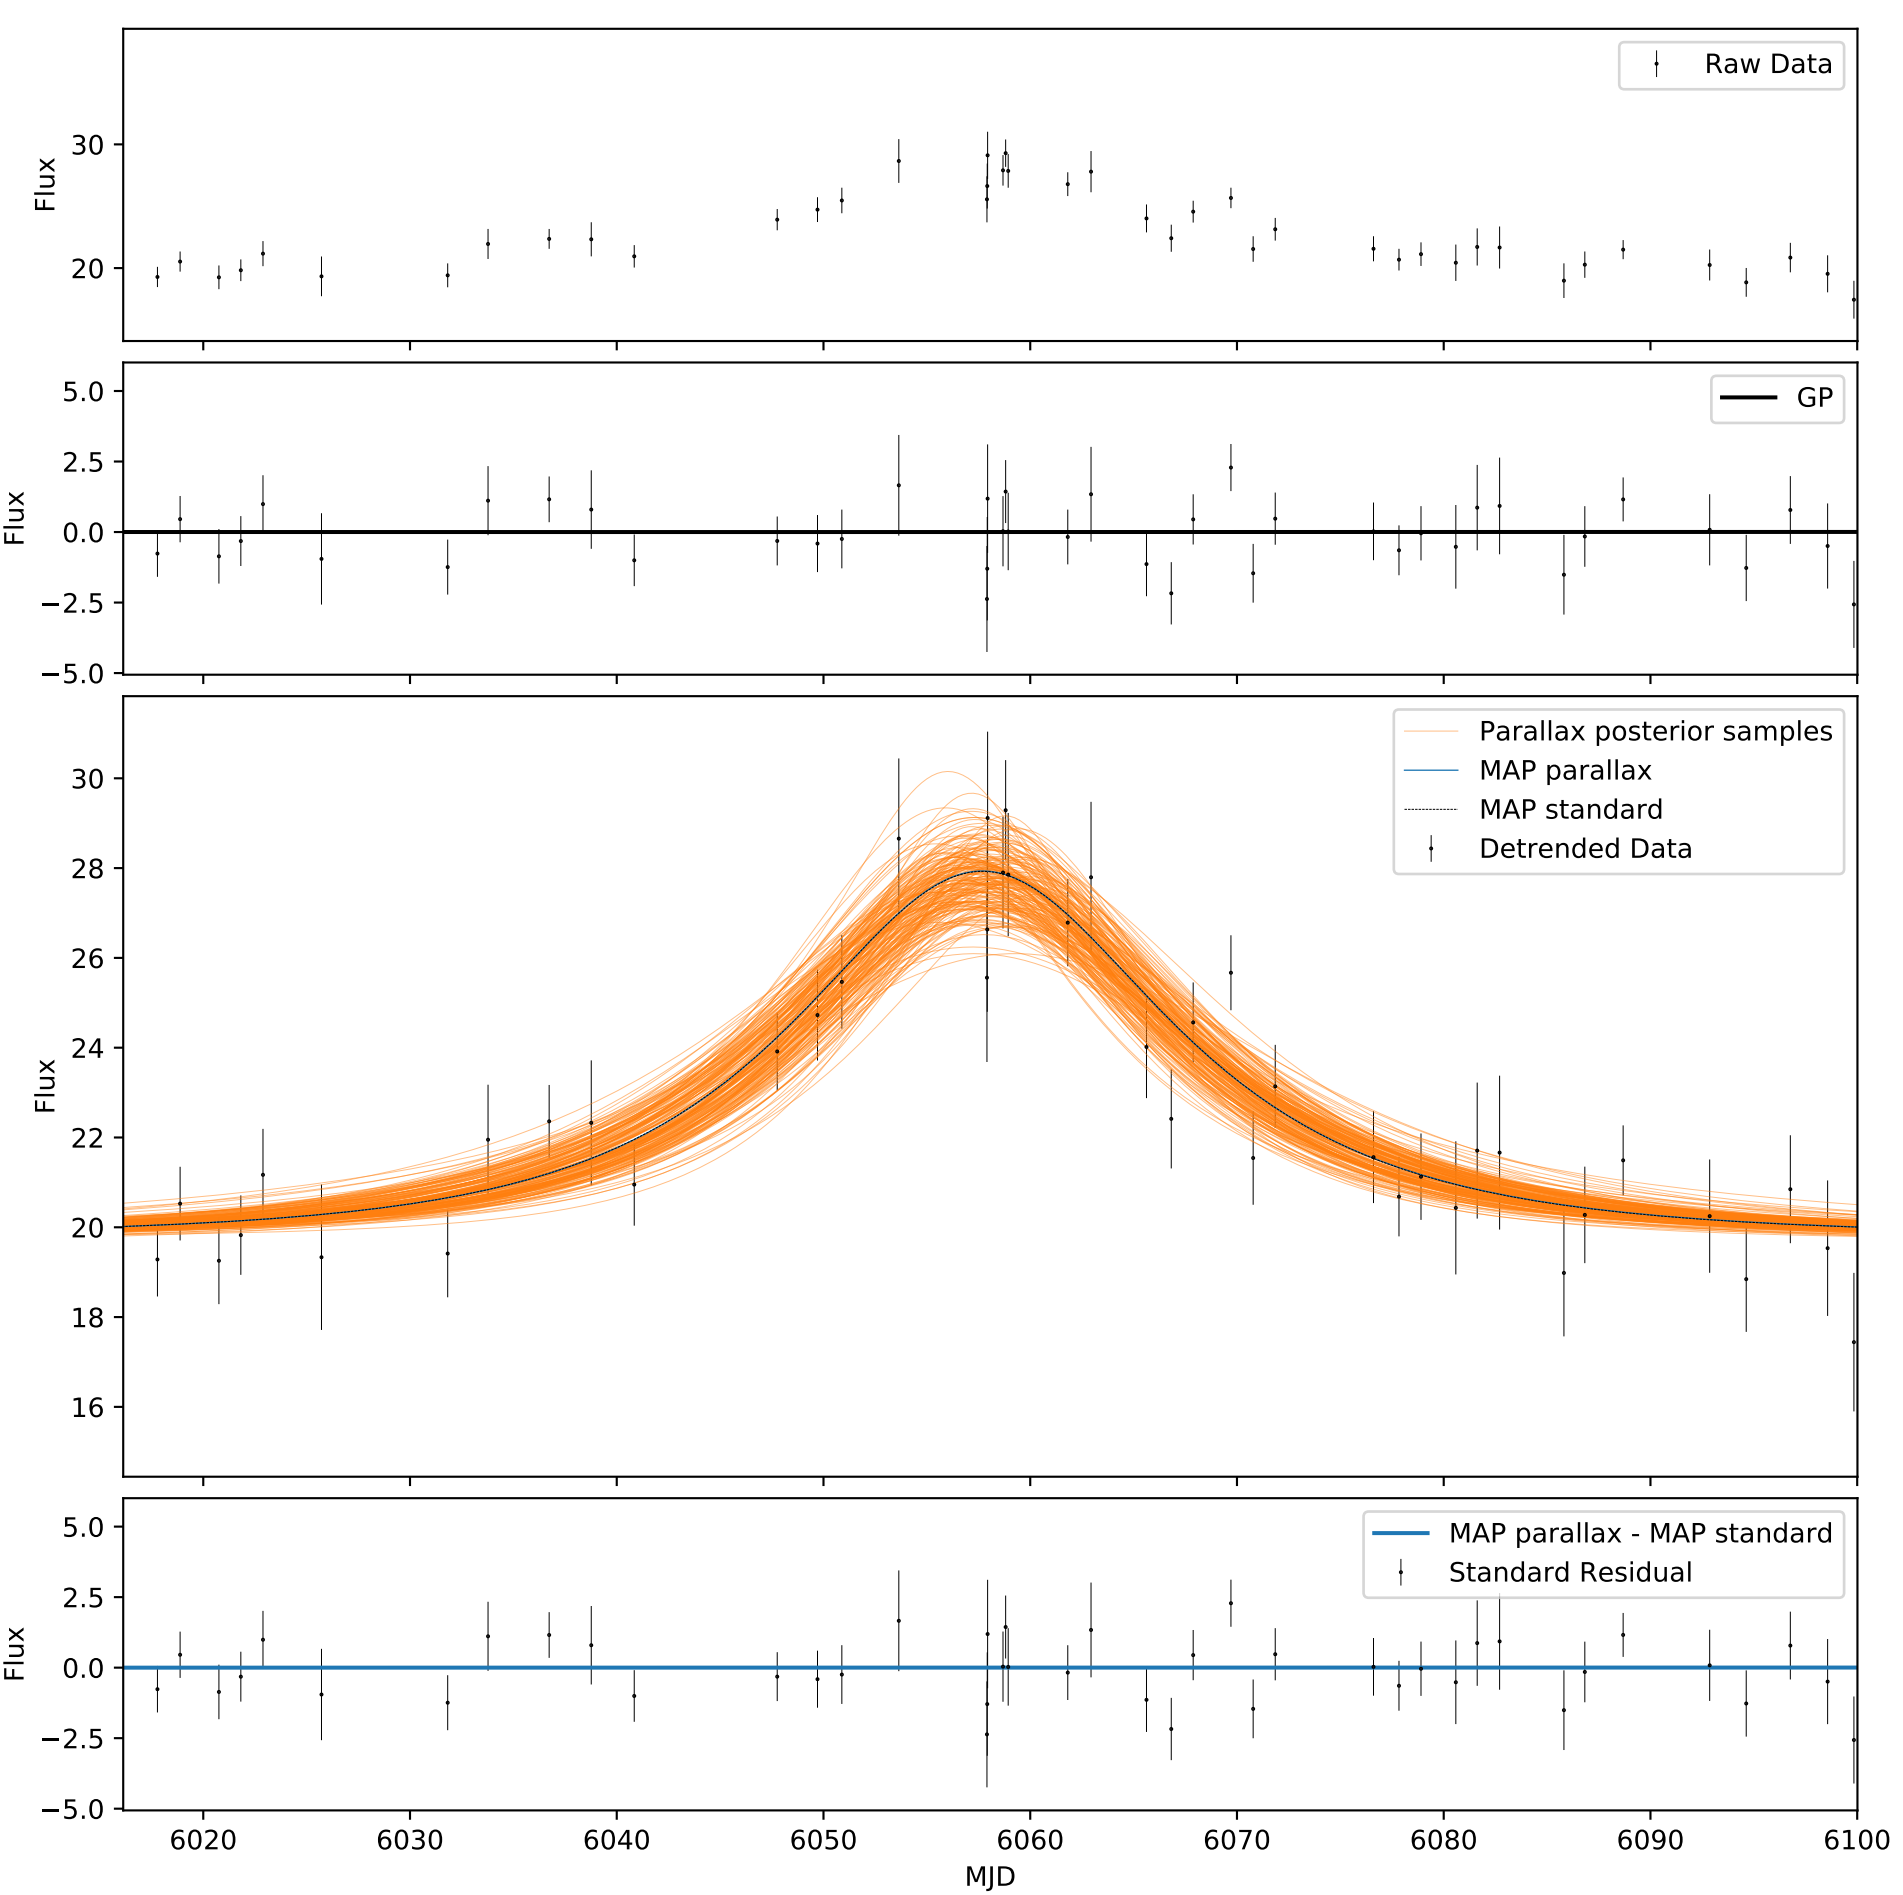 Raw Data
30
20
Flux
GP
5.0
2.5
0.0
−2.5
−5.0
Flux
Parallax posterior samples
MAP parallax
MAP standard
Detrended Data
30
28
26
24
22
20
18
16
Flux
MAP parallax - MAP standard
Standard Residual
5.0
2.5
0.0
−2.5
−5.0
Flux
6020 6030 6040 6050 6060 6070 6080 6090 6100
MJD